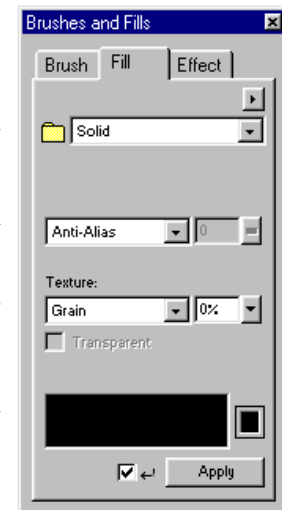 Brushes and Fills
Brush Fill Effect
Solid
Anti-Alias 0
Texture:
Grain 0%
Transparent
Apply